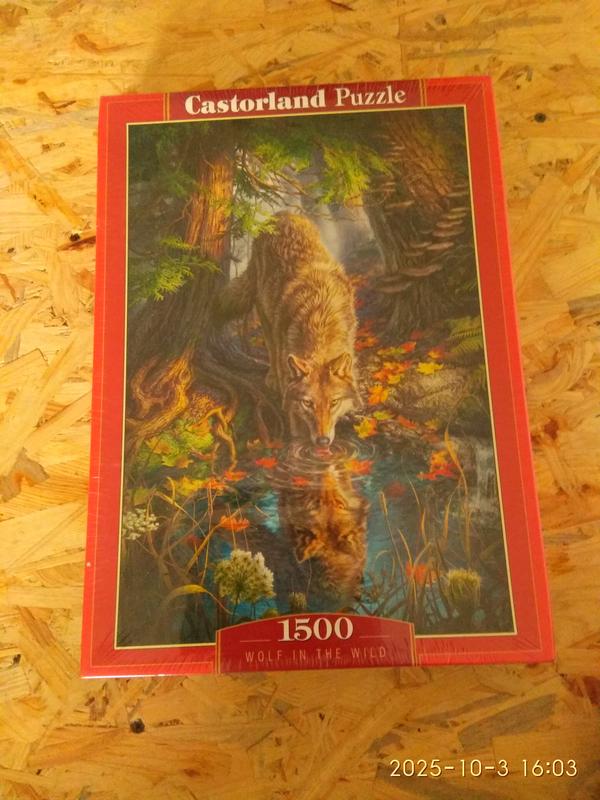 Castorland Puzzle
1500
WOLF IN THE WILD
2025-10-3 16:03